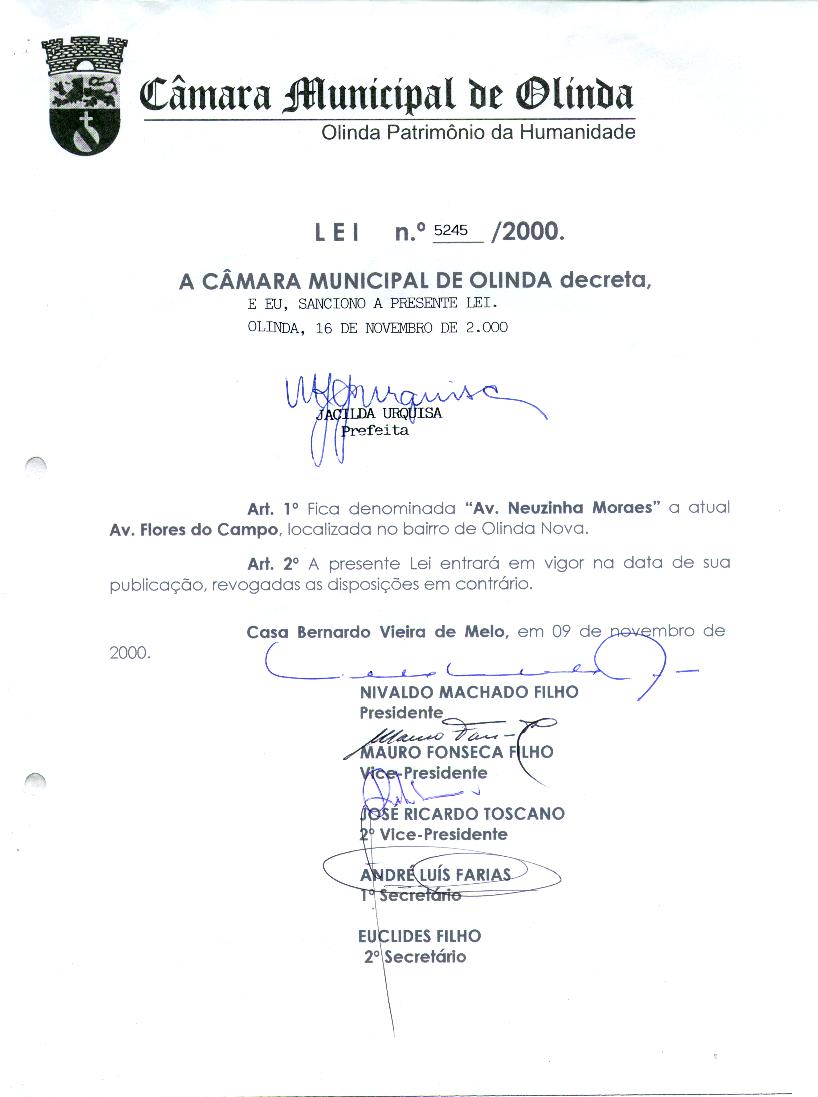 Câmara Municipal de Olinda
Olinda Patrimônio da Humanidade
LEI n.º 5245 /2000.
A CÂMARA MUNICIPAL DE OLINDA decreta,
E EU, SANCIONO A PRESENTE LEI.
OLINDA, 16 DE NOVEMBRO DE 2.000
JACILDA URQUISA
Prefeita
Art. 1º Fica denominada “Av. Neuzinha Moraes” a atual
Av. Flores do Campo, localizada no bairro de Olinda Nova.
Art. 2º A presente Lei entrará em vigor na data de sua
publicação, revogadas as disposições em contrário.
Casa Bernardo Vieira de Melo, em 09 de novembro de
2000.
NIVALDO MACHADO FILHO
Presidente
MAURO FONSECA FILHO
Vice-Presidente
JOSÉ RICARDO TOSCANO
2º Vice-Presidente
ANDRÉ LUÍS FARIAS
1º Secretário
EUCLIDES FILHO
2º Secretário